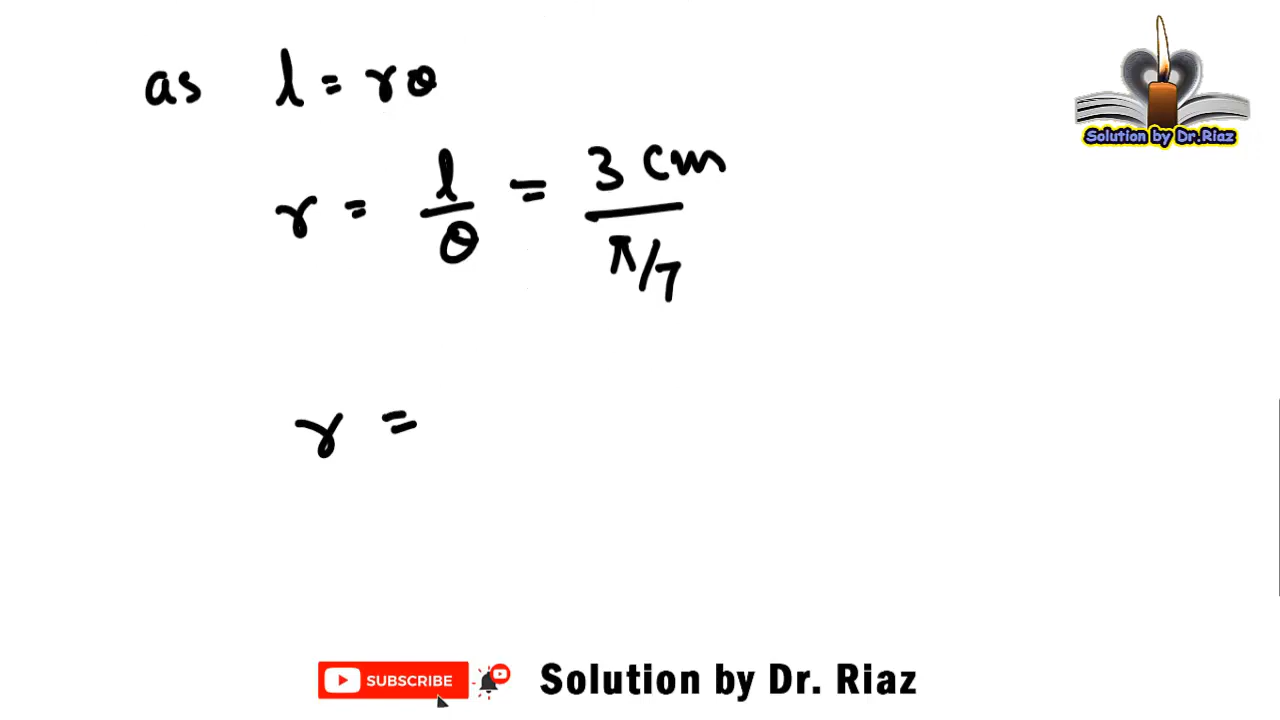 as l = rθ
Solution by Dr.Riaz
r = l/θ = 3 cm / π/7
r =
SUBSCRIBE Solution by Dr. Riaz